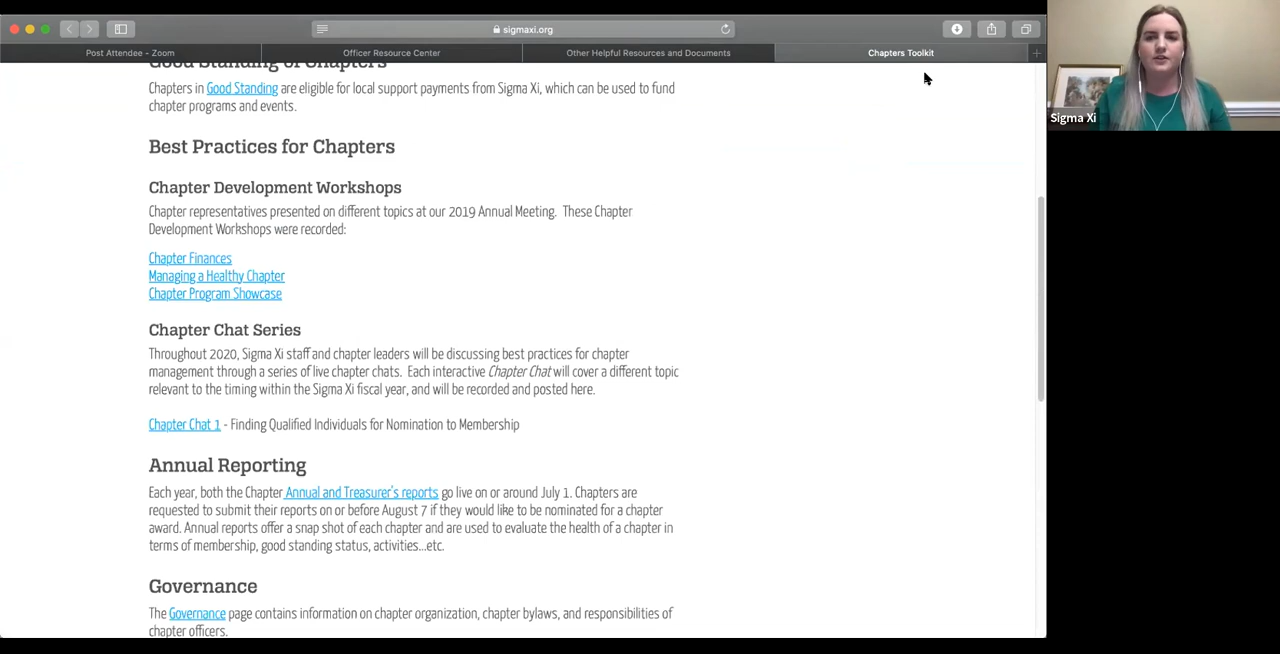 sigmaxi.org
Post Attendee - Zoom
Officer Resource Center
Other Helpful Resources and Documents
Chapters Toolkit
Good Standing of Chapters
Chapters in Good Standing are eligible for local support payments from Sigma Xi, which can be used to fund
chapter programs and events.
Best Practices for Chapters
Chapter Development Workshops
Chapter representatives presented on different topics at our 2019 Annual Meeting. These Chapter
Development Workshops were recorded:
Chapter Finances
Managing a Healthy Chapter
Chapter Program Showcase
Chapter Chat Series
Throughout 2020, Sigma Xi staff and chapter leaders will be discussing best practices for chapter
management through a series of live chapter chats. Each interactive Chapter Chat will cover a different topic
relevant to the timing within the Sigma Xi fiscal year, and will be recorded and posted here.
Chapter Chat 1 - Finding Qualified Individuals for Nomination to Membership
Annual Reporting
Each year, both the Chapter Annual and Treasurer's reports go live on or around July 1. Chapters are
requested to submit their reports on or before August 7 if they would like to be nominated for a chapter
award. Annual reports offer a snap shot of each chapter and are used to evaluate the health of a chapter in
terms of membership, good standing status, activities...etc.
Governance
The Governance page contains information on chapter organization, chapter bylaws, and responsibilities of
chapter officers.
Sigma Xi